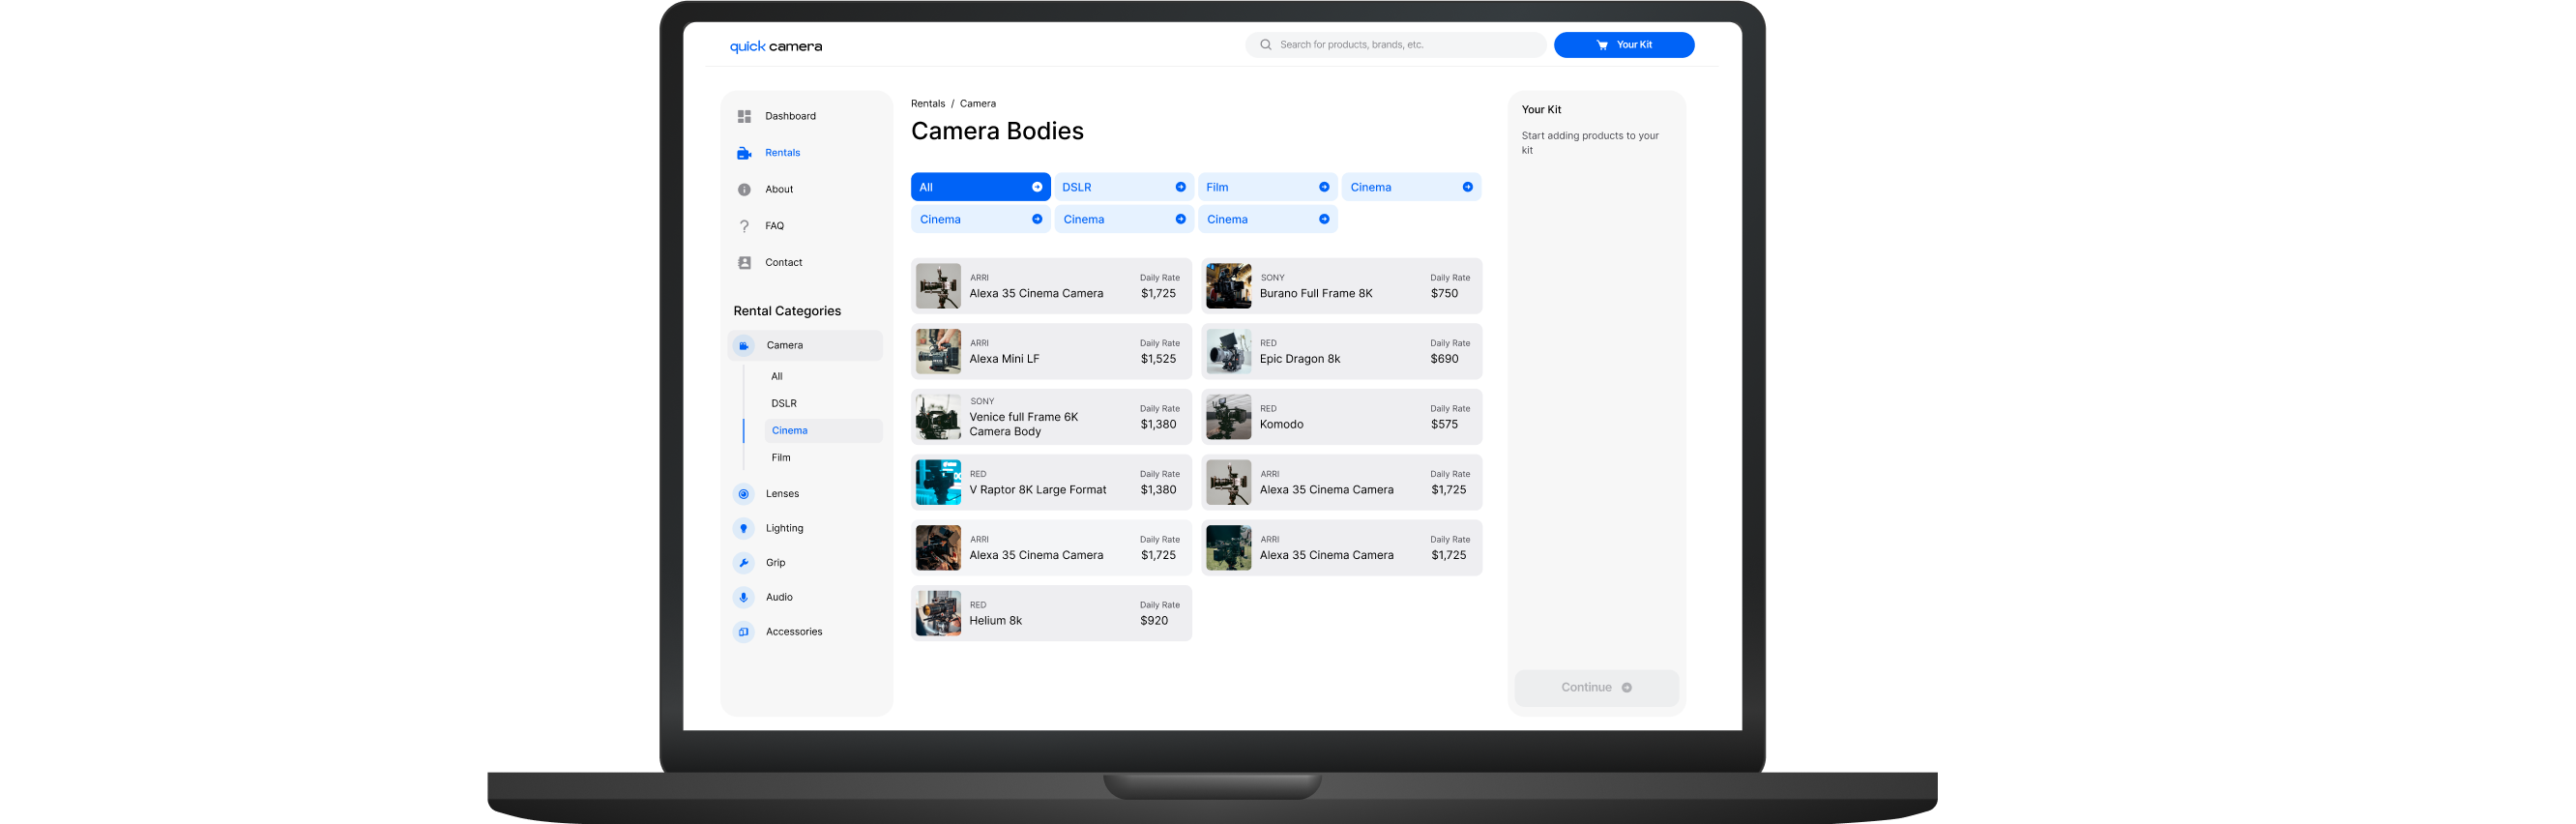 quick camera
Search for products, brands, etc.
Your Kit
Dashboard
Rentals
About
FAQ
Contact
Rental Categories
Camera
All
DSLR
Cinema
Film
Lenses
Lighting
Grip
Audio
Accessories
Rentals / Camera
Camera Bodies
All
DSLR
Film
Cinema
Cinema
Cinema
Cinema
ARRI
Alexa 35 Cinema Camera
Daily Rate
$1,725
SONY
Burano Full Frame 8K
Daily Rate
$750
ARRI
Alexa Mini LF
Daily Rate
$1,525
RED
Epic Dragon 8k
Daily Rate
$690
SONY
Venice full Frame 6K
Camera Body
Daily Rate
$1,380
RED
Komodo
Daily Rate
$575
RED
V Raptor 8K Large Format
Daily Rate
$1,380
ARRI
Alexa 35 Cinema Camera
Daily Rate
$1,725
ARRI
Alexa 35 Cinema Camera
Daily Rate
$1,725
ARRI
Alexa 35 Cinema Camera
Daily Rate
$1,725
RED
Helium 8k
Daily Rate
$920
Your Kit
Start adding products to your
kit
Continue